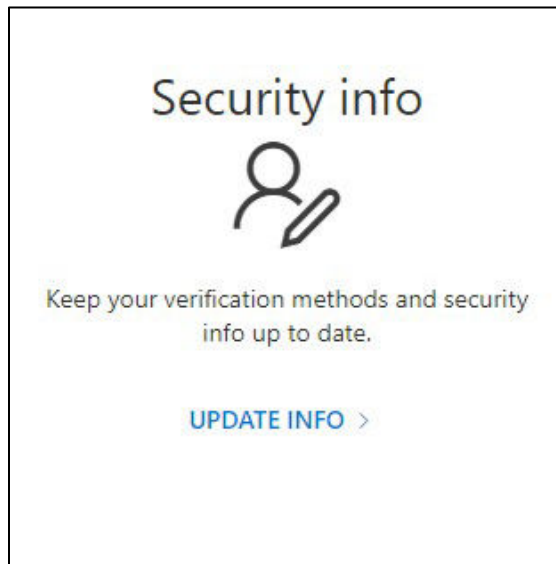 Security info
Keep your verification methods and security
info up to date.
UPDATE INFO >